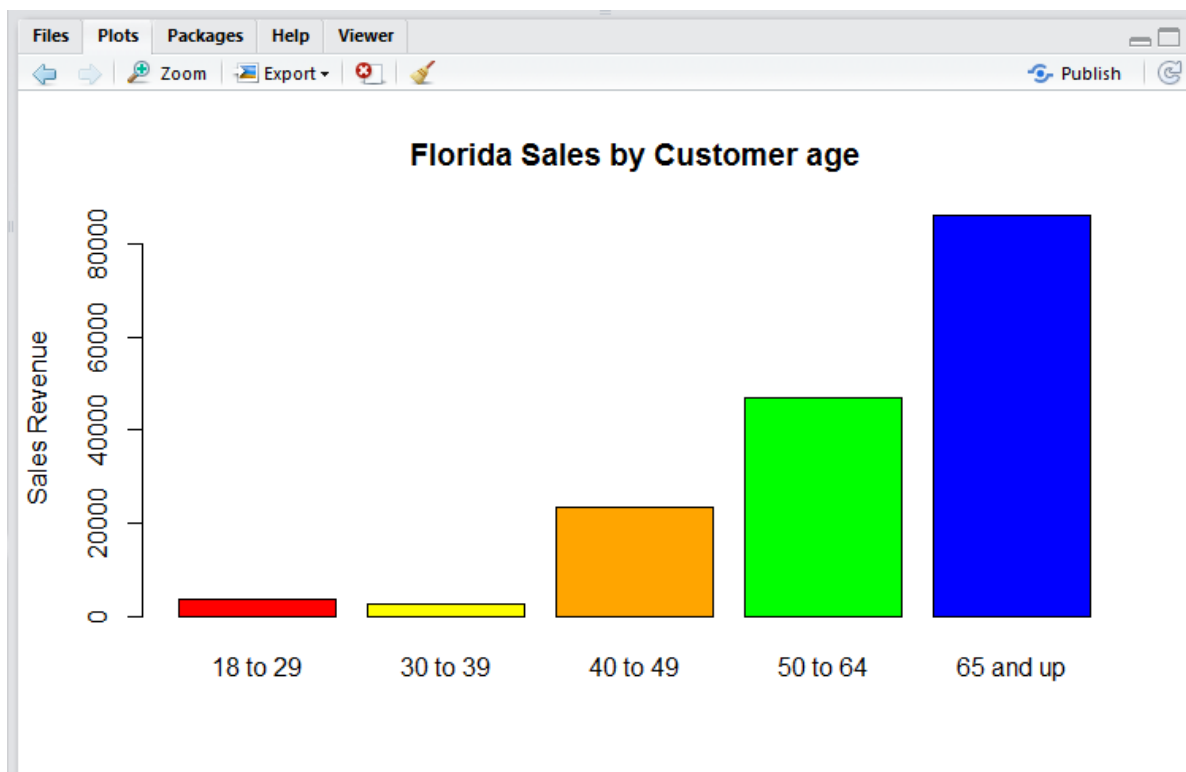 Files Plots Packages Help Viewer
Zoom Export Publish
Florida Sales by Customer age
Sales Revenue
80000
60000
40000
20000
0
18 to 29 30 to 39 40 to 49 50 to 64 65 and up